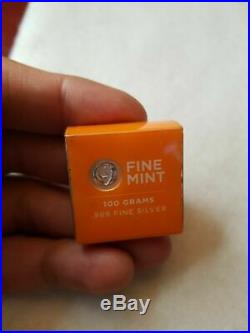 FINE
MINT
100 GRAMS
.999 FINE SILVER